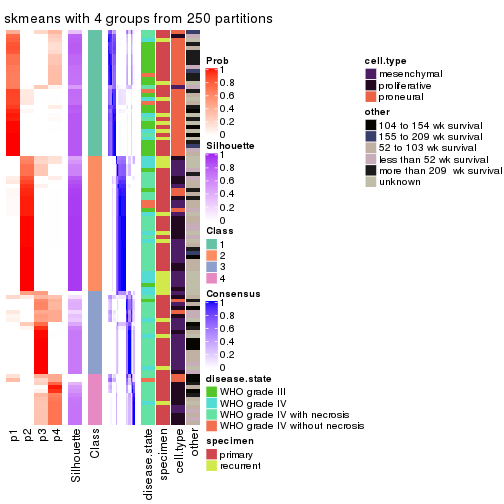 skmeans with 4 groups from 250 partitions
Prob
1
0.8
0.6
0.4
0.2
0
Silhouette
1
0.8
0.6
0.4
0.2
0
Class
1
2
3
4
Consensus
1
0.8
0.6
0.4
0.2
0
disease.state
WHO grade III
WHO grade IV
WHO grade IV with necrosis
WHO grade IV without necrosis
specimen
primary
recurrent
cell.type
mesenchymal
proliferative
proneural
other
104 to 154 wk survival
155 to 209 wk survival
52 to 103 wk survival
less than 52 wk survival
more than 209  wk survival
unknown
p1
p2
p3
p4
Silhouette
Class
disease.state
specimen
cell.type
other